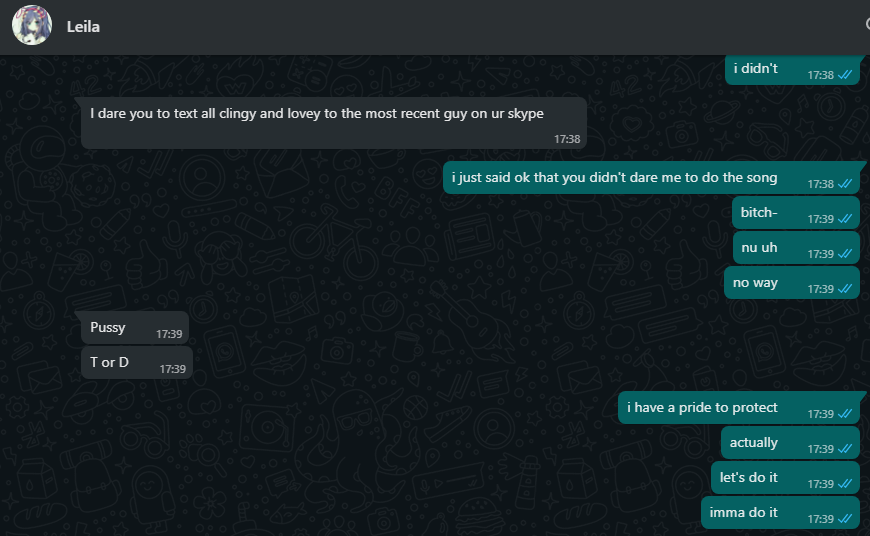 Leila
i didn't
17:38
I dare you to text all clingy and lovey to the most recent guy on ur skype
17:38
i just said ok that you didn't dare me to do the song
17:38
bitch-
17:39
nu uh
17:39
no way
17:39
Pussy
17:39
T or D
17:39
i have a pride to protect
17:39
actually
17:39
let's do it
17:39
imma do it
17:39